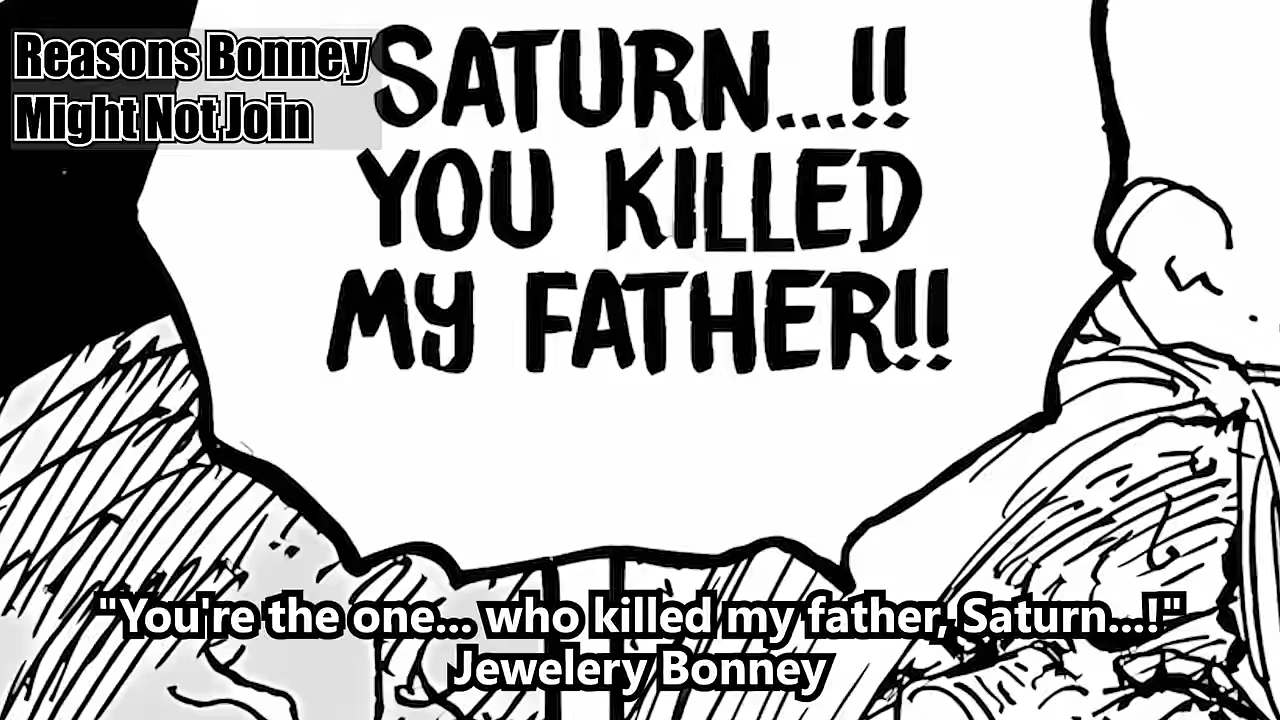 Reasons Bonney
Might Not Join
SATURN...!!
YOU KILLED
MY FATHER!!
"You're the one... who killed my father, Saturn...!"
Jewelery Bonney